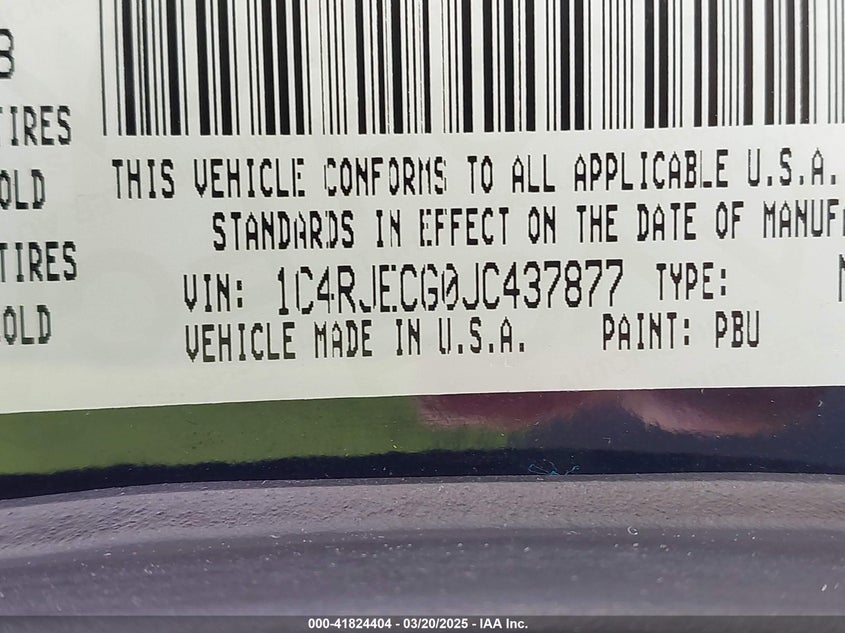 TIRES
THIS VEHICLE CONFORMS TO ALL APPLICABLE U.S.A.
OLD
STANDARDS IN EFFECT ON THE DATE OF MANUF
TIRES
VIN: 1C4RJECG0JC437877 TYPE:
OLD
VEHICLE MADE IN U.S.A. PAINT: PBU
000-41824404 - 03/20/2025 - IAA Inc.